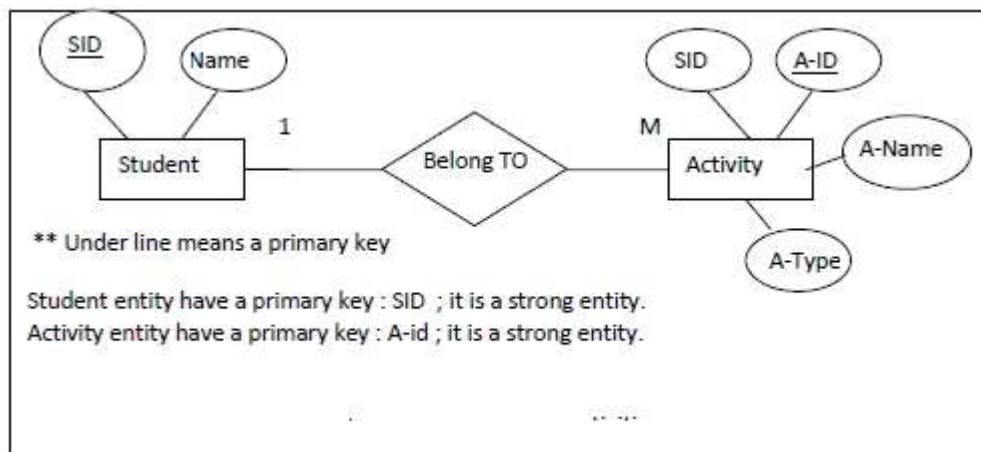 SID
Name
SID
A-ID
1
M
Student
Belong TO
Activity
A-Name
** Under line means a primary key
A-Type
Student entity have a primary key : SID ; it is a strong entity.
Activity entity have a primary key : A-id ; it is a strong entity.